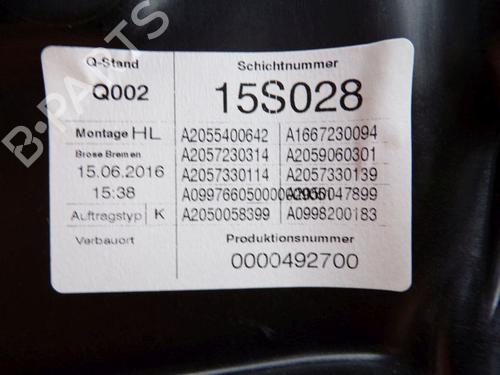 Q-Stand
Schichtnummer
Q002
15S028
Montage HL
A2055400642 A1667230094
Brose Bremen
A2057230314 A2059060301
15.06.2016
A2057330114 A2057330139
15:38
Auftragstyp K
A2050058399 A0998200183
Verbauort
Produktionsnummer
0000492700
B-PARTS